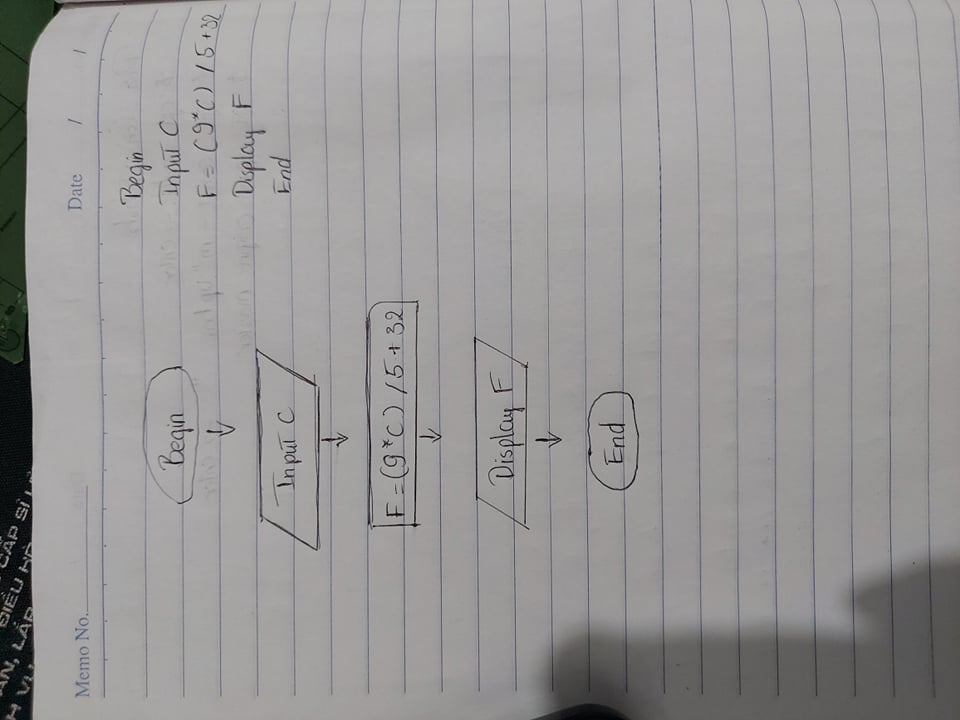 Memo No.
Date / /
Begin
Input C
F = (9*C) / 5 + 32
Display F
End
Begin
Input C
F = (9*C) / 5 + 32
Display F
End